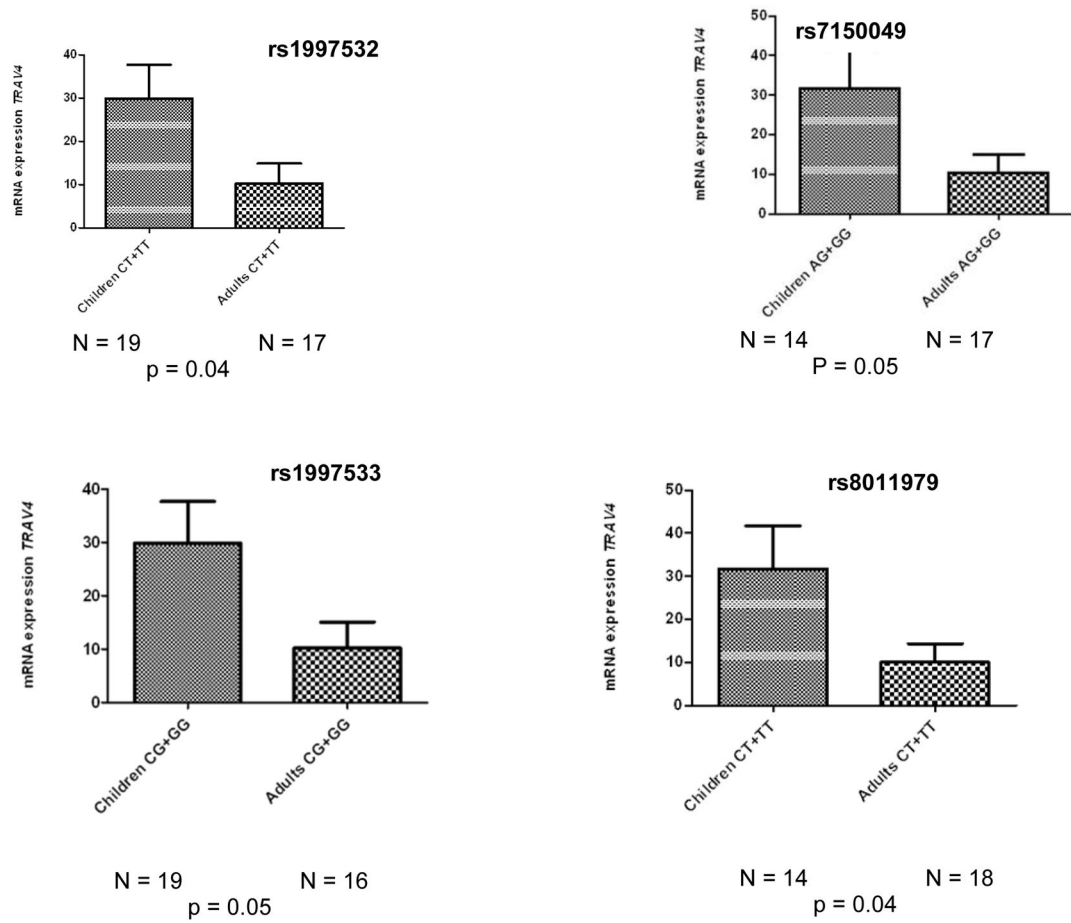 rs1997532
mRNA expression TRAV4
40
30
20
10
0
Children CT+TT
Adults CT+TT
N = 19
N = 17
p = 0.04
rs7150049
mRNA expression TRAV4
50
40
30
20
10
0
Children AG+GG
Adults AG+GG
N = 14
N = 17
P = 0.05
rs1997533
mRNA expression TRAV4
40
30
20
10
0
Children CG+GG
Adults CG+GG
N = 19
N = 16
p = 0.05
rs8011979
mRNA expression TRAV4
50
40
30
20
10
0
Children CT+TT
Adults CT+TT
N = 14
N = 18
p = 0.04